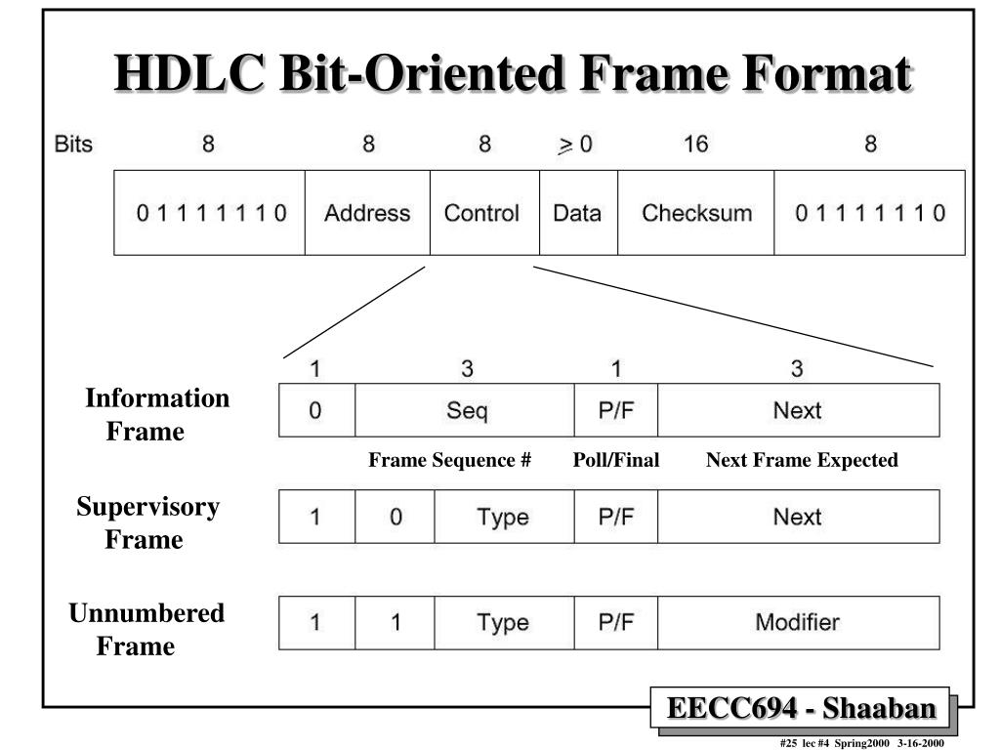 HDLC Bit-Oriented Frame Format
Bits 8 8 8 ≥ 0 16 8
0 1 1 1 1 1 1 0 Address Control Data Checksum 0 1 1 1 1 1 1 0
1 3 1 3
Information
Frame
0 Seq P/F Next
Frame Sequence # Poll/Final Next Frame Expected
Supervisory
Frame
1 0 Type P/F Next
Unnumbered
Frame
1 1 Type P/F Modifier
EECC694 - Shaaban
#25 lec #4 Spring2000 3-16-2000